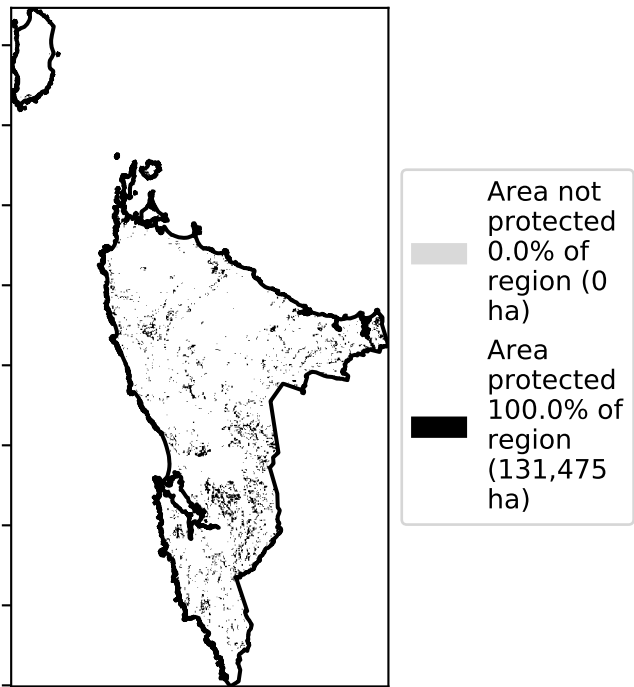 Area not
protected
0.0% of
region (0
ha)
Area
protected
100.0% of
region
(131,475
ha)